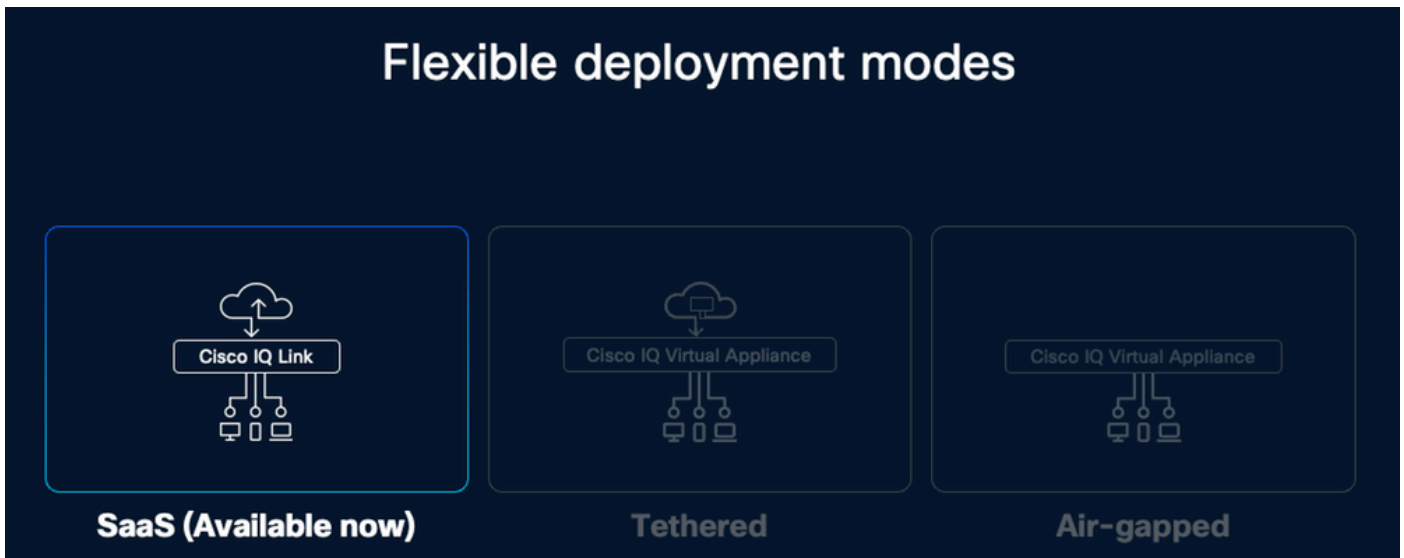 Flexible deployment modes
Cisco IQ Link
Cisco IQ Virtual Appliance
Cisco IQ Virtual Appliance
SaaS (Available now)
Tethered
Air-gapped